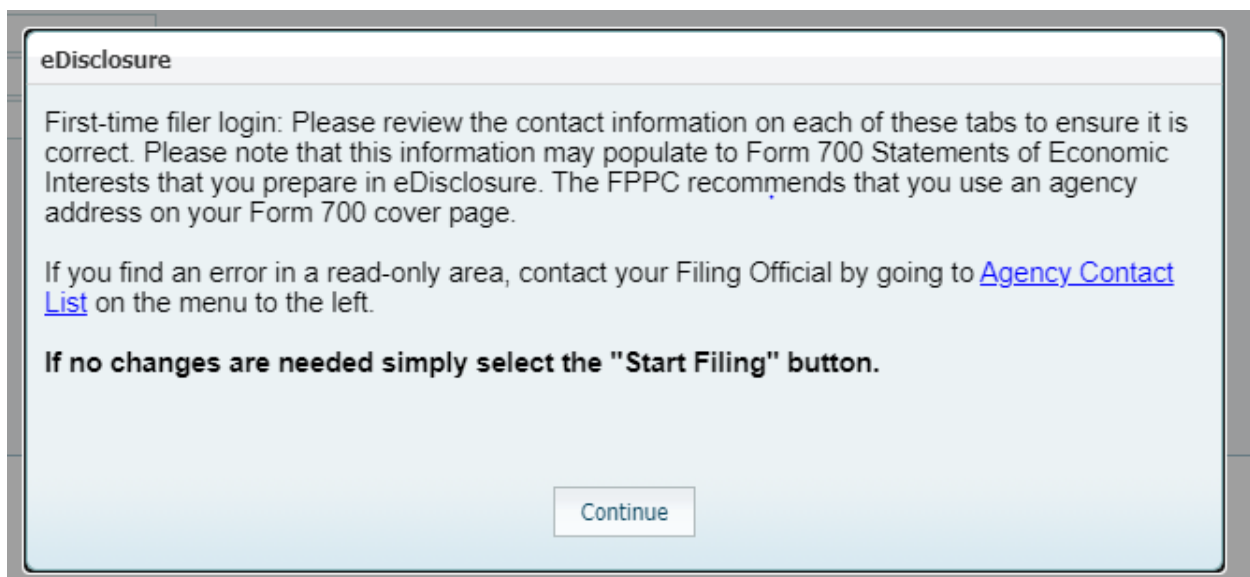 eDisclosure
First-time filer login: Please review the contact information on each of these tabs to ensure it is
correct. Please note that this information may populate to Form 700 Statements of Economic
Interests that you prepare in eDisclosure. The FPPC recommends that you use an agency
address on your Form 700 cover page.
If you find an error in a read-only area, contact your Filing Official by going to Agency Contact
List on the menu to the left.
If no changes are needed simply select the "Start Filing" button.
Continue